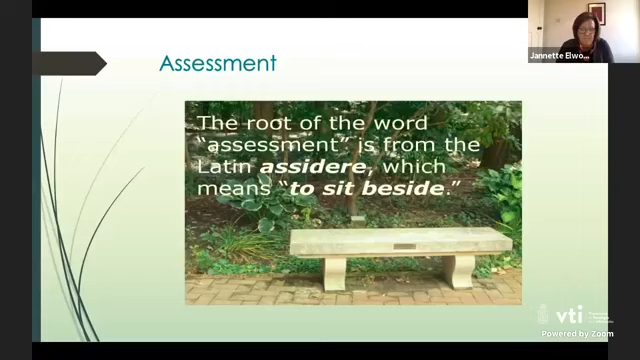 Assessment
Jannette Elwo...
The root of the word
“assessment” is from the
Latin assidere, which
means “to sit beside.”
vti
Powered by Zoom